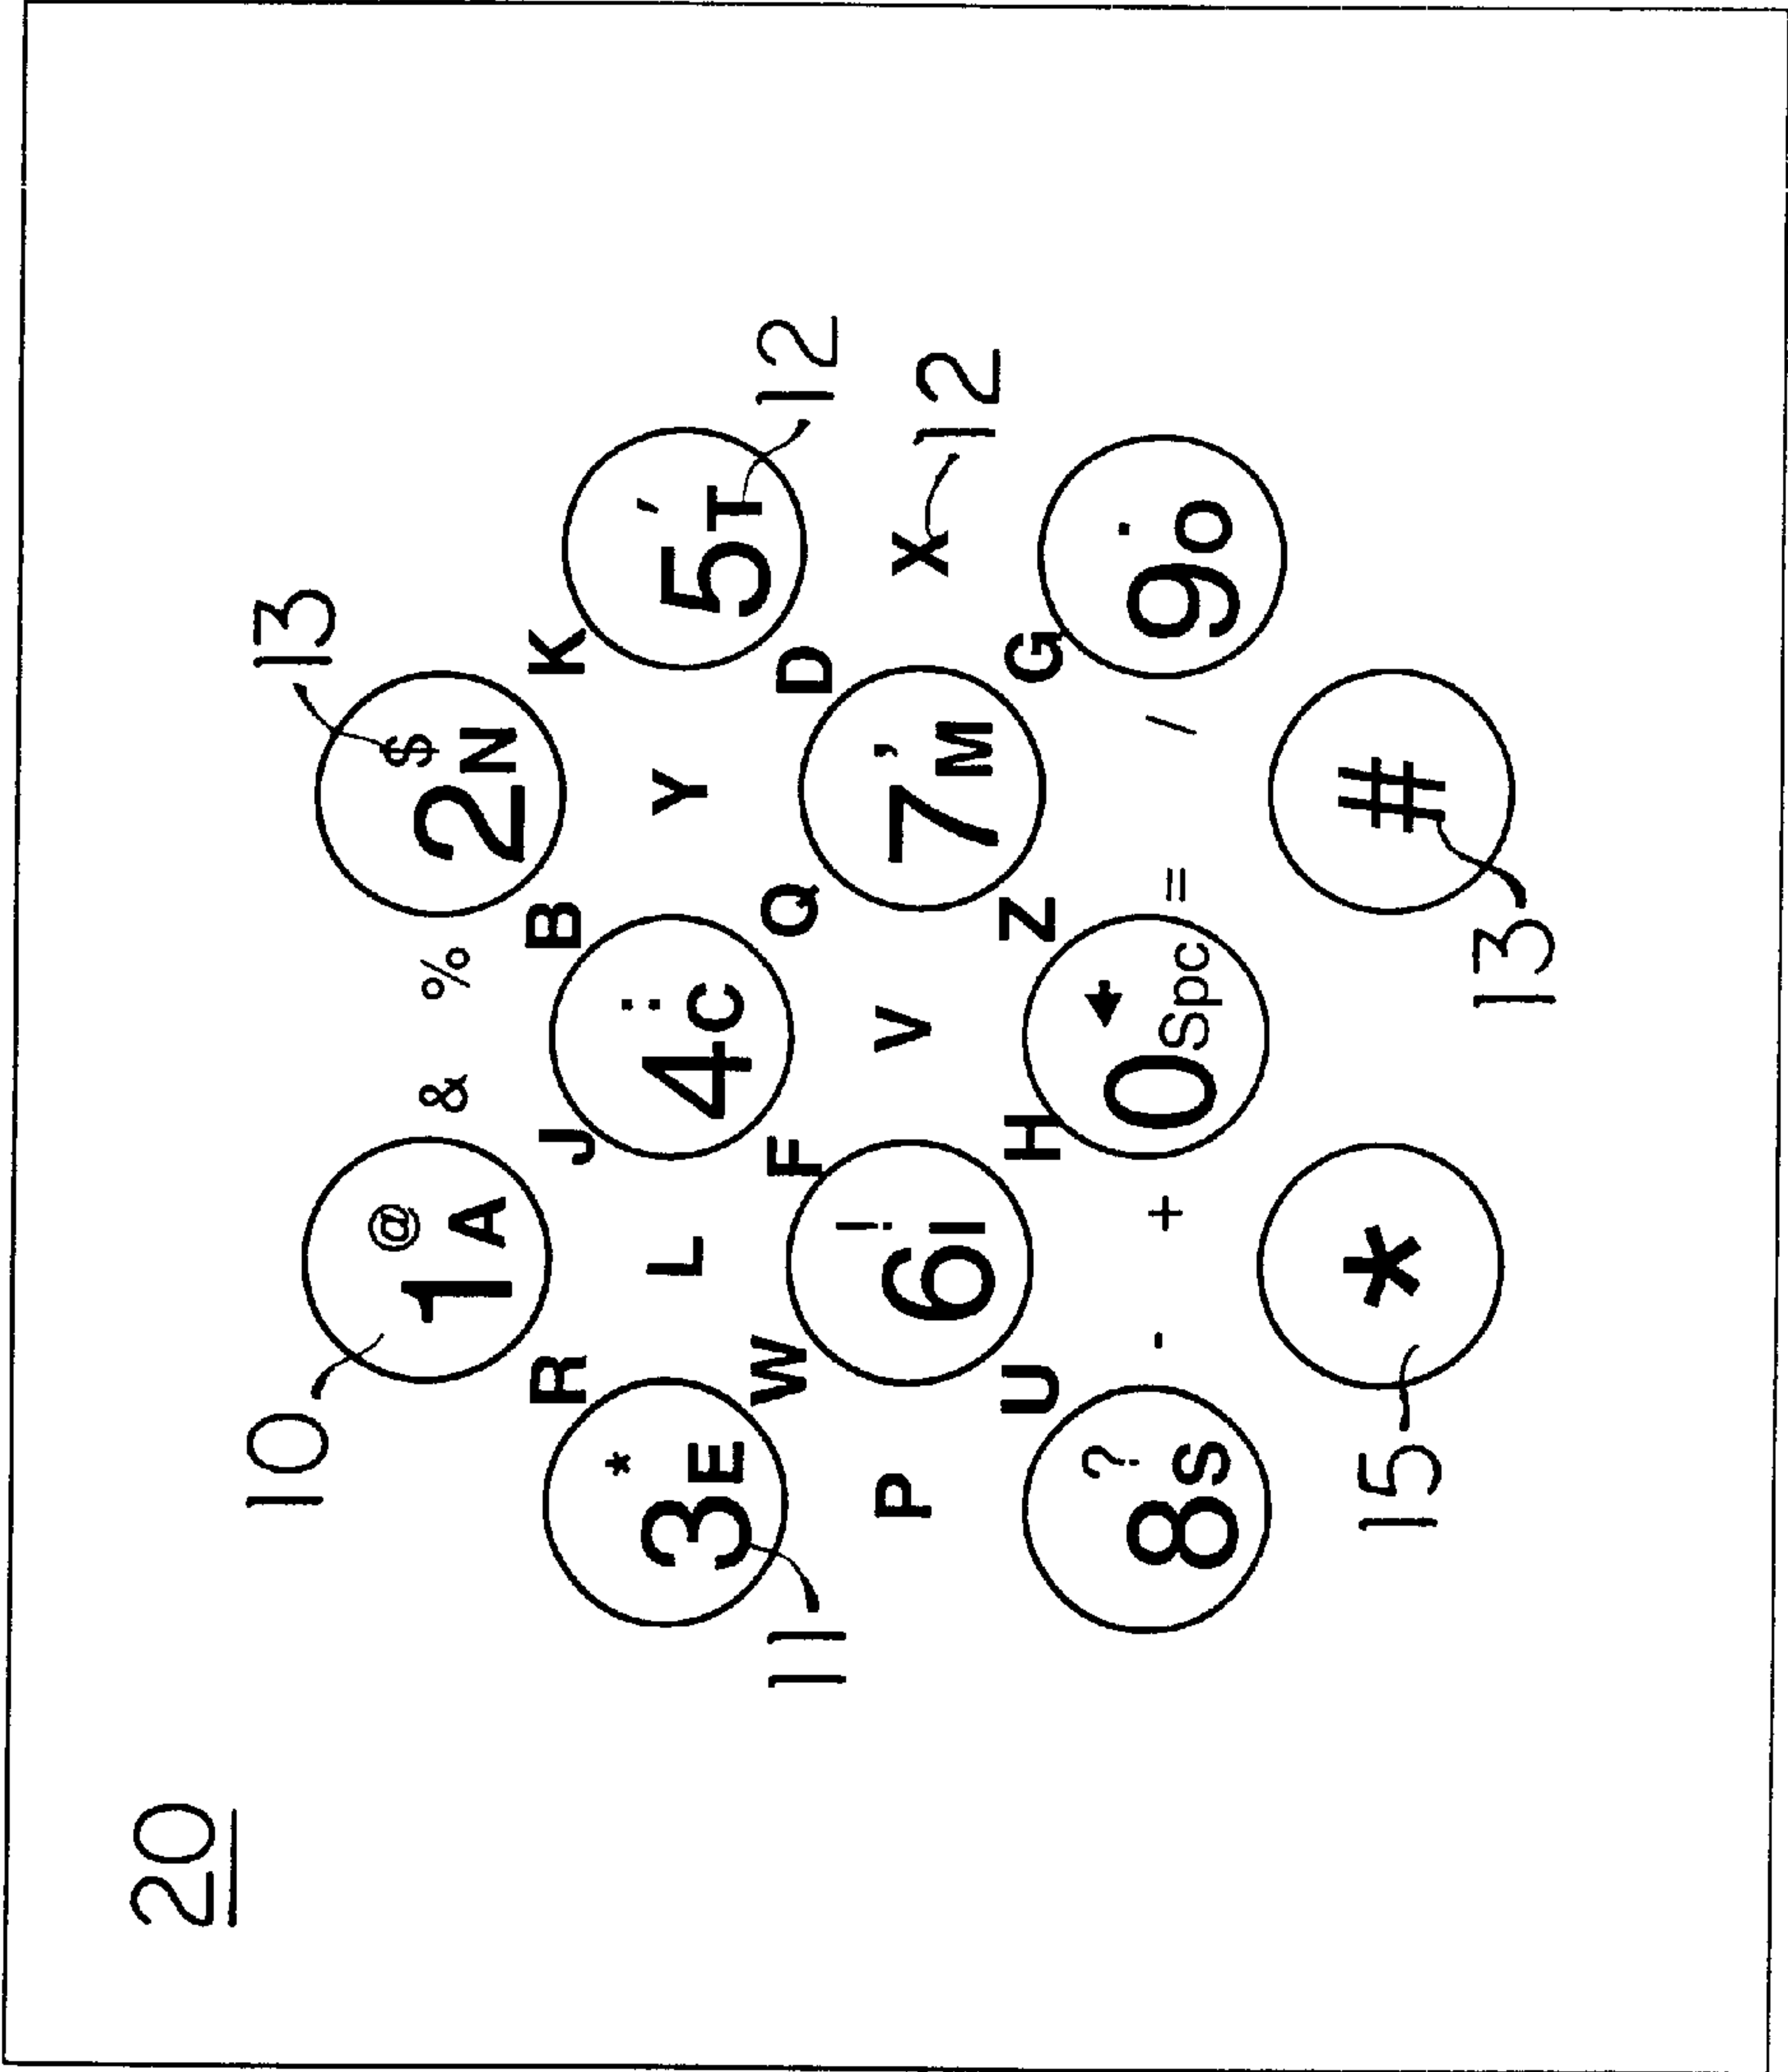 20
10 13
1 @ A & % 2 $ N
R J B K
3 * E L 4 : C Y 5 ' T
11 W F Q D 12
P 6 ! I V 7 , M X 12
U H Z G
8 ? S - + 0 Spc = / 9 . O
15 * #
13